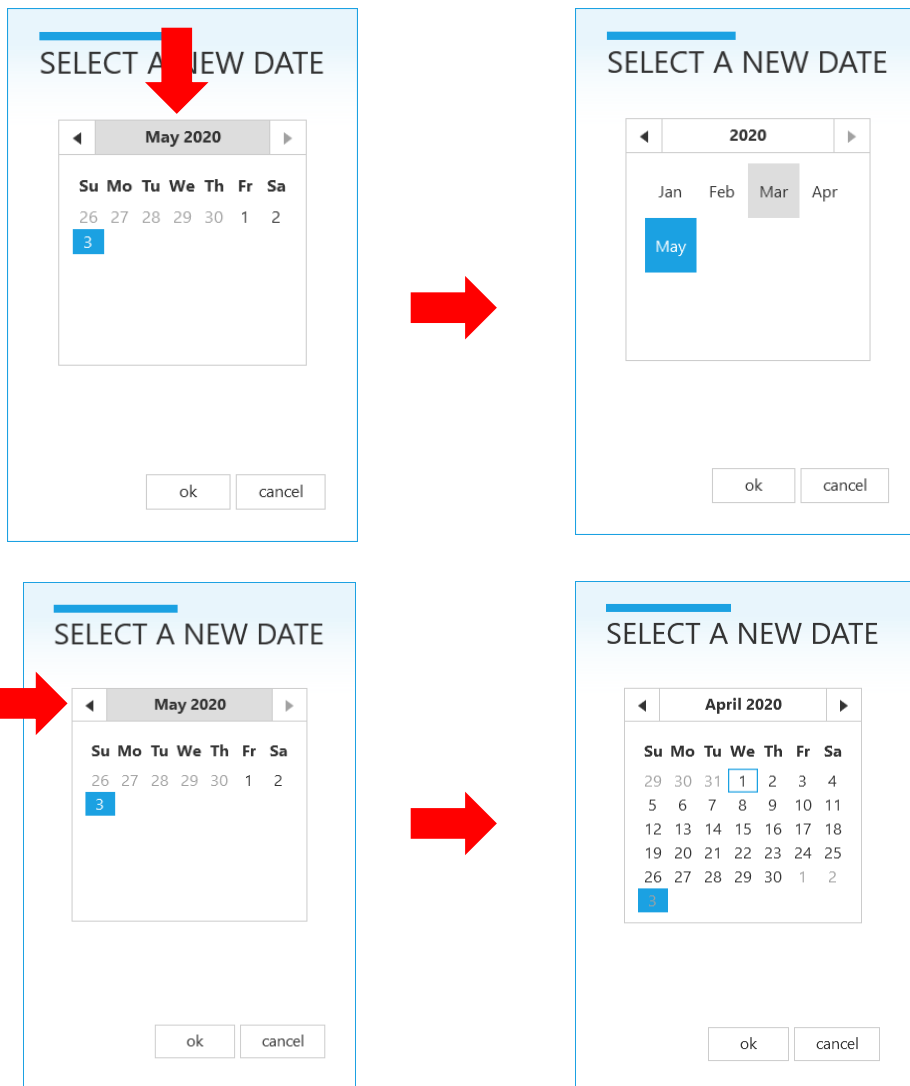 SELECT A NEW DATE
May 2020
Su Mo Tu We Th Fr Sa
26 27 28 29 30 1 2
3
ok cancel
SELECT A NEW DATE
2020
Jan Feb Mar Apr
May
ok cancel
SELECT A NEW DATE
May 2020
Su Mo Tu We Th Fr Sa
26 27 28 29 30 1 2
3
ok cancel
SELECT A NEW DATE
April 2020
Su Mo Tu We Th Fr Sa
29 30 31 1 2 3 4
5 6 7 8 9 10 11
12 13 14 15 16 17 18
19 20 21 22 23 24 25
26 27 28 29 30 1 2
3
ok cancel